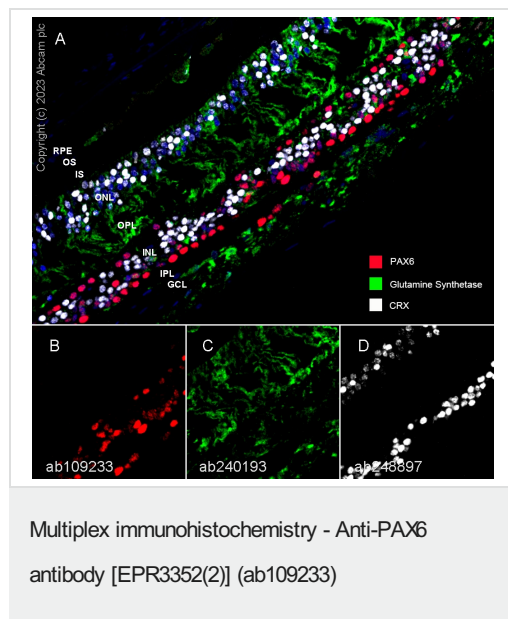 A
Copyright (c) 2023 Abcam plc
RPE
OS
IS
ONL
OPL
INL
IPL
GCL
PAX6
Glutamine Synthetase
CRX
B
C
D
ab109233
ab240193
ab248897
Multiplex immunohistochemistry - Anti-PAX6
antibody [EPR3352(2)] (ab109233)